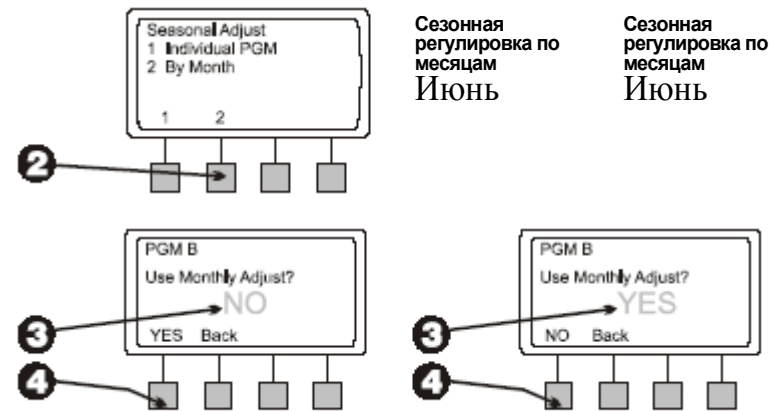 Seasonal Adjust
1 Individual PGM
2 By Month
1 2
Сезонная
регулировка по
месяцам
Июнь
Сезонная
регулировка по
месяцам
Июнь
2
PGM B
Use Monthly Adjust?
NO
YES Back
3
4
PGM B
Use Monthly Adjust?
YES
NO Back
3
4